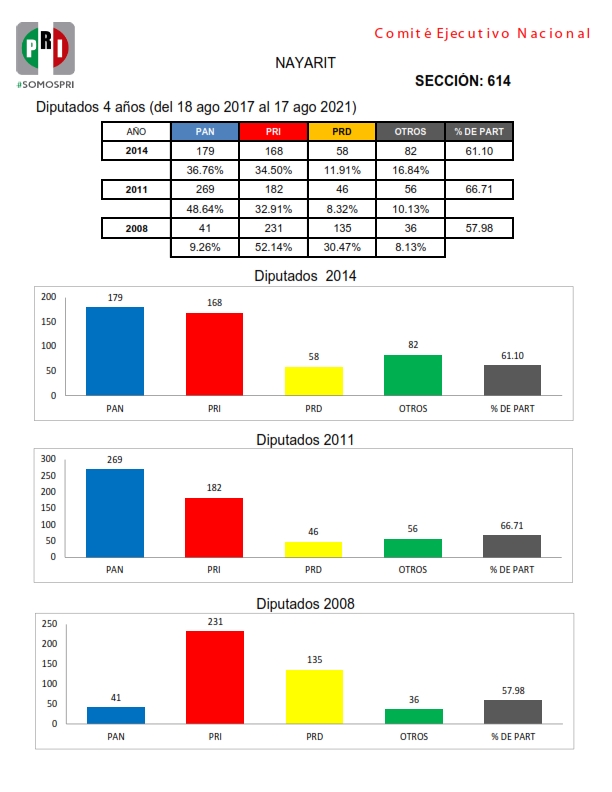 Comité Ejecutivo Nacional
PRI
#SOMOSPRI
NAYARIT
SECCIÓN: 614
Diputados 4 años (del 18 ago 2017 al 17 ago 2021)
AÑO PAN PRI PRD OTROS % DE PART
2014 179 168 58 82 61.10
36.76% 34.50% 11.91% 16.84%
2011 269 182 46 56 66.71
48.64% 32.91% 8.32% 10.13%
2008 41 231 135 36 57.98
9.26% 52.14% 30.47% 8.13%
Diputados 2014
200
150
100
50
0
179 168 58 82 61.10
PAN PRI PRD OTROS % DE PART
Diputados 2011
300
250
200
150
100
50
0
269 182 46 56 66.71
PAN PRI PRD OTROS % DE PART
Diputados 2008
250
200
150
100
50
0
41 231 135 36 57.98
PAN PRI PRD OTROS % DE PART